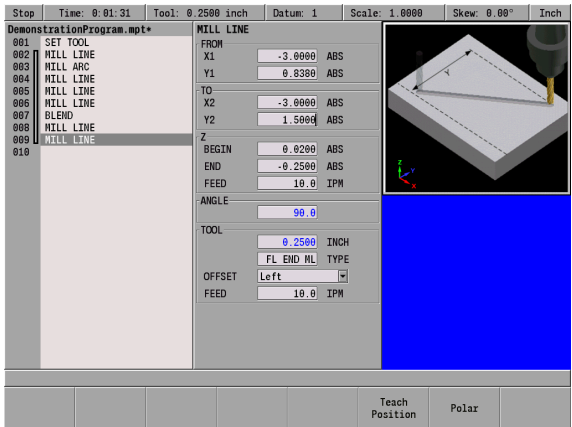 Stop Time: 0:01:31 Tool: 0.2500 inch Datum: 1 Scale: 1.0000 Skew: 0.00° Inch
DemonstrationProgram.mpt*
001 SET TOOL
002 MILL LINE
003 MILL ARC
004 MILL LINE
005 MILL LINE
006 MILL LINE
007 BLEND
008 MILL LINE
009 MILL LINE
010
MILL LINE
FROM
X1 -3.0000 ABS
Y1 0.8380 ABS
TO
X2 -3.0000 ABS
Y2 1.5000 ABS
Z
BEGIN 0.0200 ABS
END -0.2500 ABS
FEED 10.0 IPM
ANGLE
90.0
TOOL
0.2500 INCH
FL END ML TYPE
OFFSET Left
FEED 10.0 IPM
Y
Z
Y
X
Teach Position
Polar